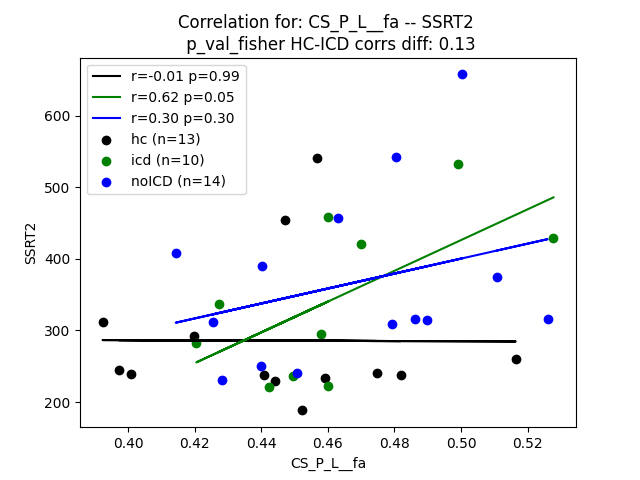 Correlation for: CS_P_L__fa -- SSRT2
p_val_fisher HC-ICD corrs diff: 0.13
r=-0.01 p=0.99
r=0.62 p=0.05
r=0.30 p=0.30
hc (n=13)
icd (n=10)
noICD (n=14)
600
500
400
300
200
SSRT2
0.40 0.42 0.44 0.46 0.48 0.50 0.52
CS_P_L__fa